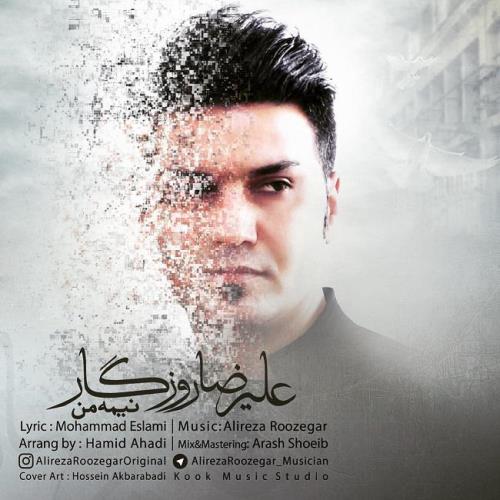 علیرضا روزگار
نیمه من
Lyric : Mohammad Eslami | Music: Alireza Roozegar
Arrang by : Hamid Ahadi | Mix&Mastering: Arash Shoeib
AlirezaRoozegarOriginal AlirezaRoozegar_Musician
Cover Art : Hossein Akbarabadi Kook Music Studio